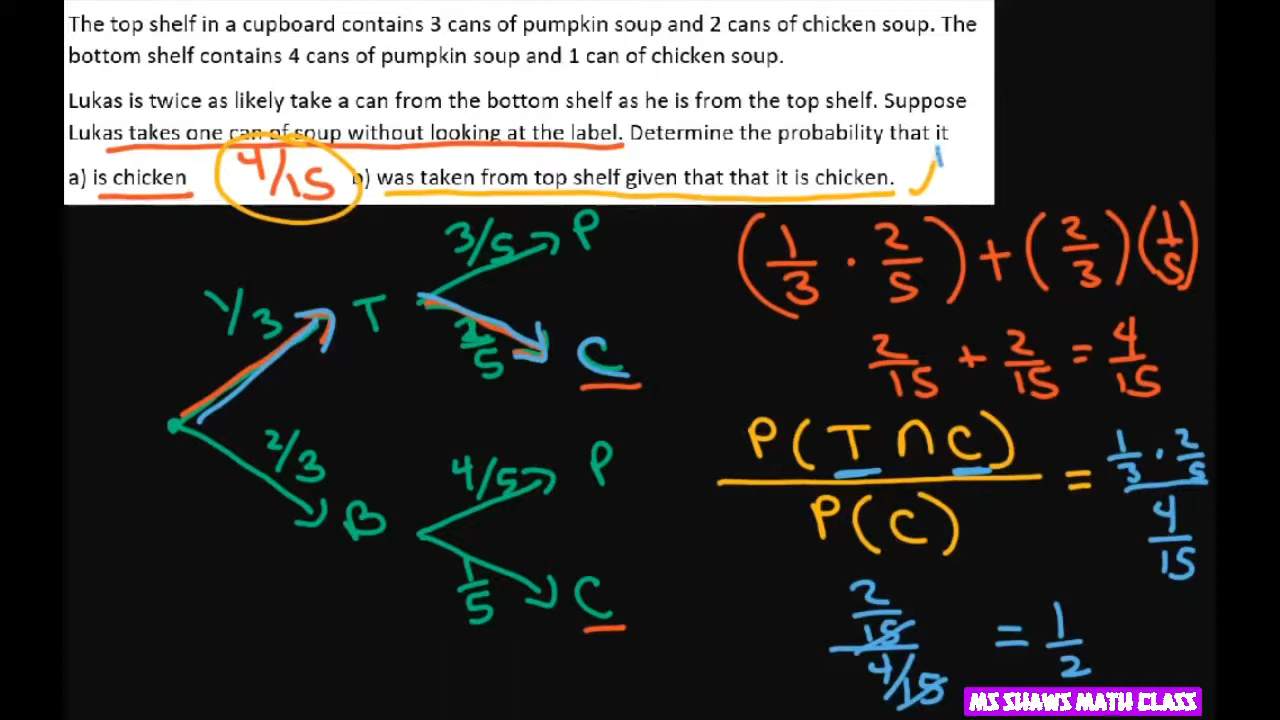 The top shelf in a cupboard contains 3 cans of pumpkin soup and 2 cans of chicken soup. The
bottom shelf contains 4 cans of pumpkin soup and 1 can of chicken soup.
Lukas is twice as likely take a can from the bottom shelf as he is from the top shelf. Suppose
Lukas takes one can of soup without looking at the label. Determine the probability that it
a) is chicken 4/15 b) was taken from top shelf given that that it is chicken.
3/5 P
(1/3 · 2/5) + (2/3)(1/5)
1/3 T
2/5 C
2/15 + 2/15 = 4/15
2/3 4/5 P
P(T∩C)/P(C) = (1/3 · 2/5)/(4/15)
B
1/5 C
(2/15)/(4/15) = 1/2
MS SHAWS MATH CLASS